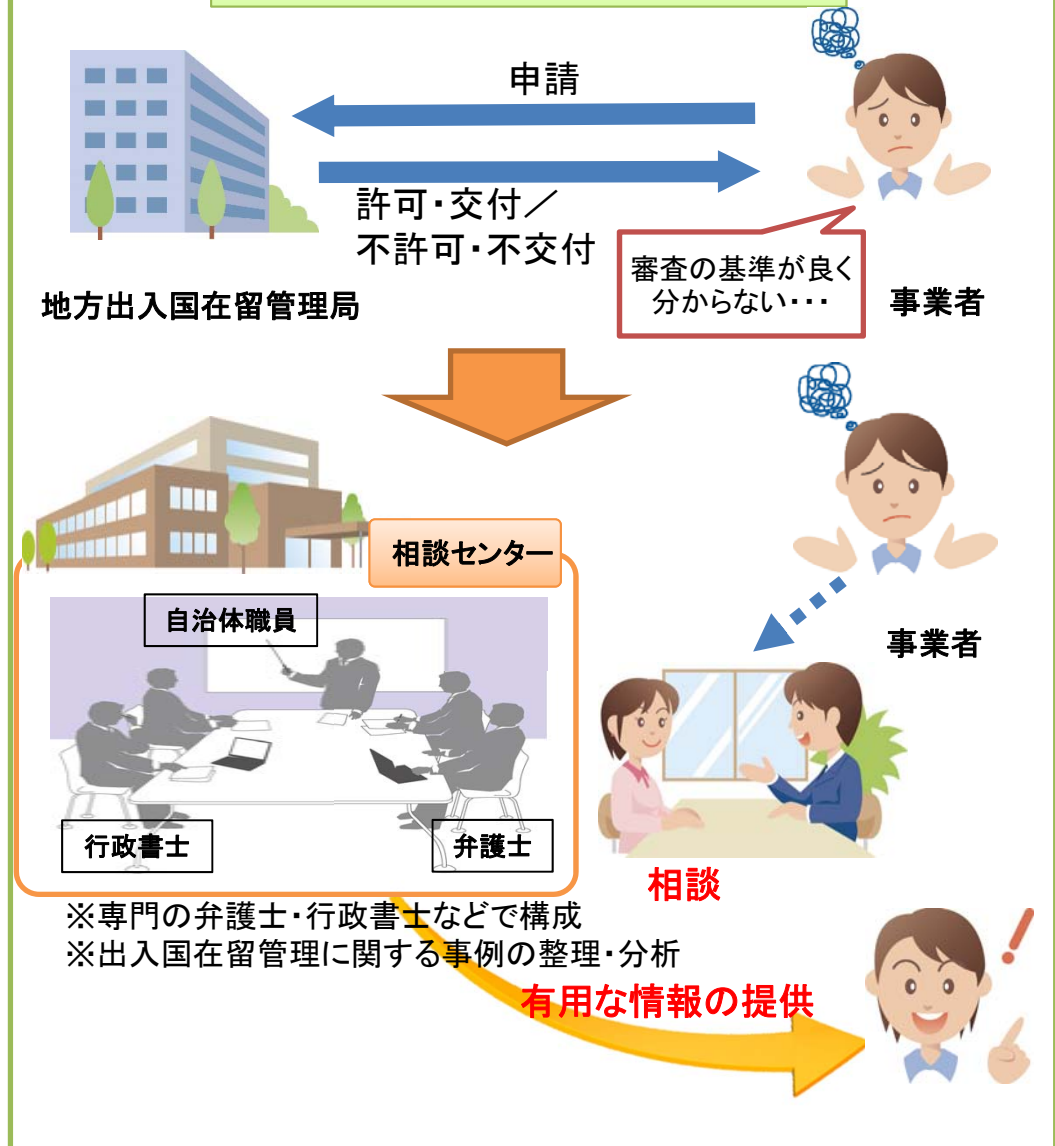 申請
許可・交付／
不許可・不交付
審査の基準が良く
分からない・・・
地方出入国在留管理局
事業者
相談センター
事業者
自治体職員
行政書士
弁護士
相談
※専門の弁護士・行政書士などで構成
※出入国在留管理に関する事例の整理・分析
有用な情報の提供